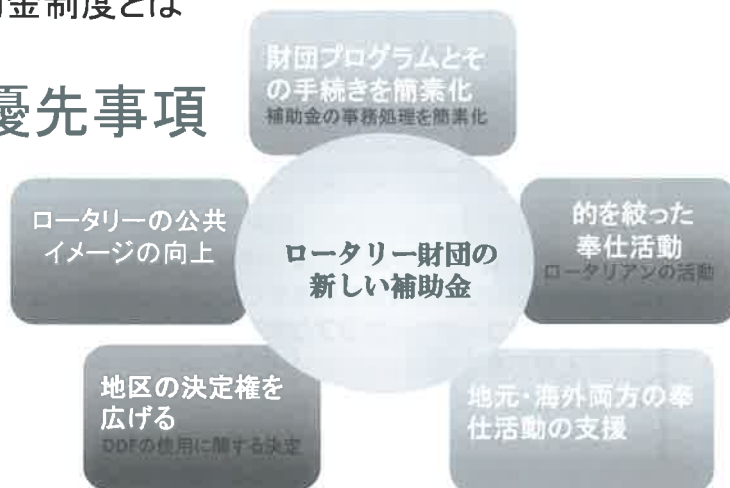 金制度とは
優先事項
財団プログラムとそ
の手続きを簡素化
補助金の事務処理を簡素化
ロータリーの公共
イメージの向上
ロータリー財団の
新しい補助金
的を絞った
奉仕活動
ロータリアンの活動
地区の決定権を
広げる
DDFの使用に関する決定
地元・海外両方の奉
仕活動の支援